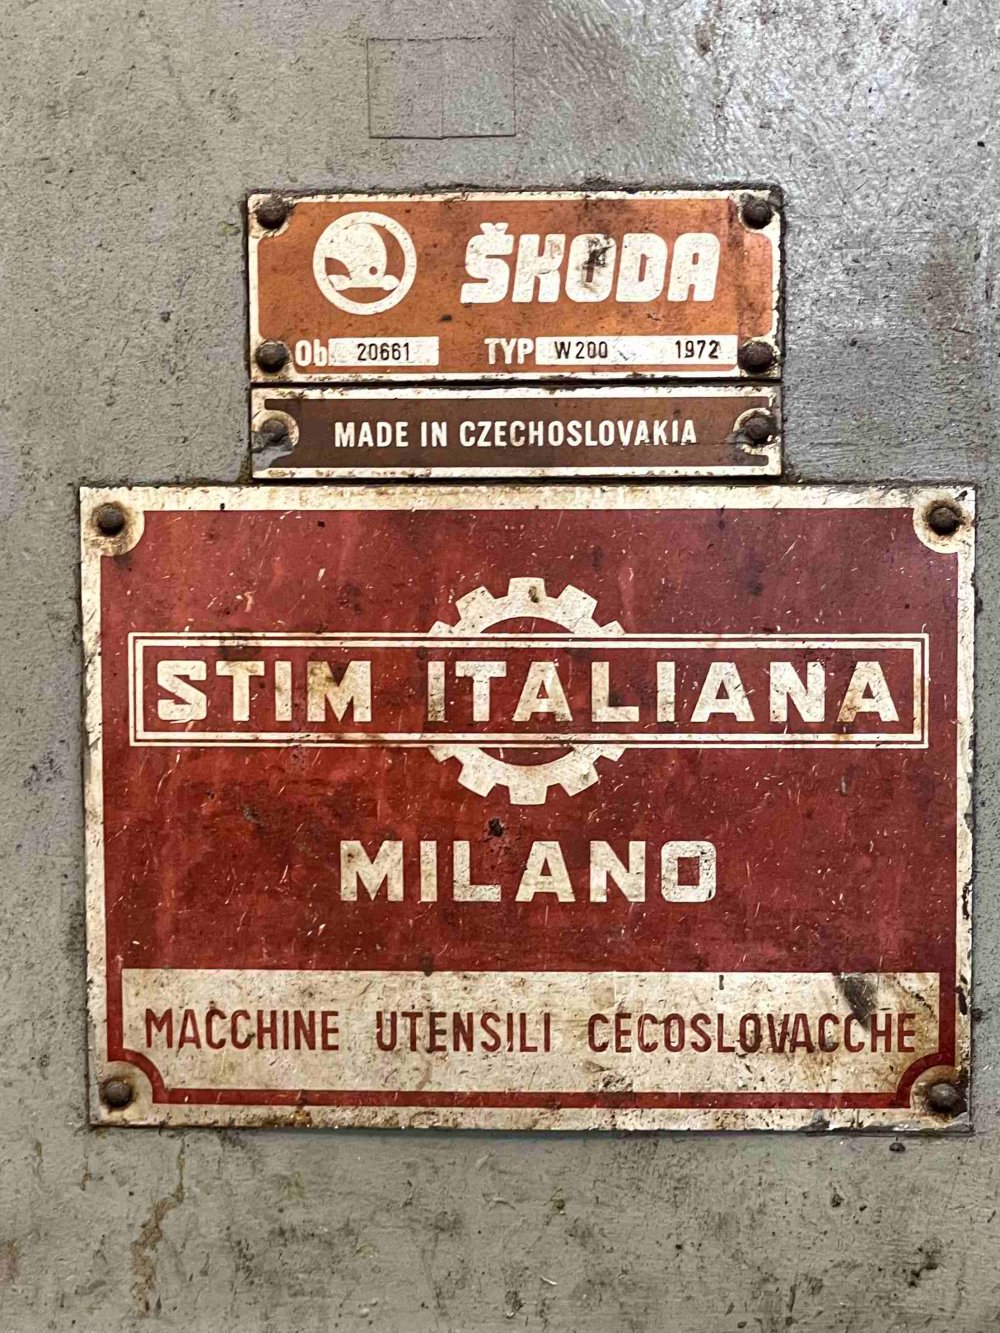 ŠKODA
Ob. 20661 TYP W200 1972
MADE IN CZECHOSLOVAKIA
STIM ITALIANA
MILANO
MACCHINE UTENSILI CECOSLOVACCHE